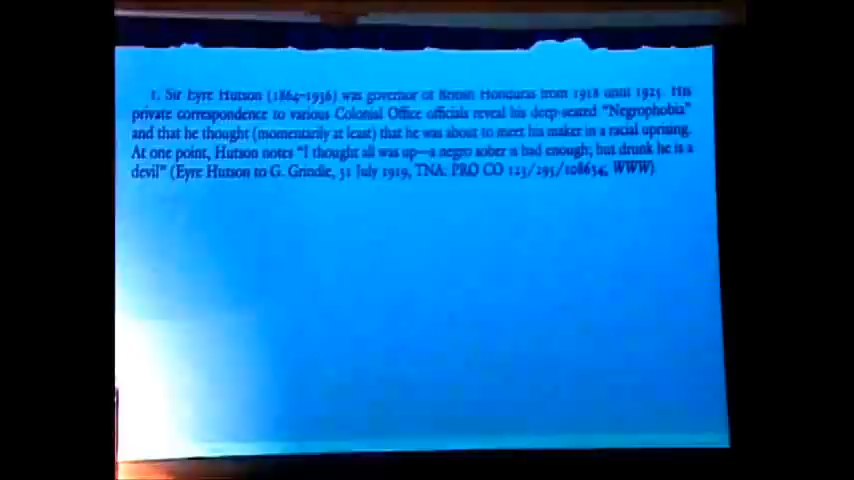 1. Sir Eyre Hutson (1864–1936) was governor of British Honduras from 1918 until 1925. His
private correspondence to various Colonial Office officials reveal his deep-seated “Negrophobia”
and that he thought (momentarily at least) that he was about to meet his maker in a racial uprising.
At one point, Hutson notes “I thought all was up—a negro sober is bad enough; but drunk he is a
devil” (Eyre Hutson to G. Grindle, 31 July 1919, TNA: PRO CO 123/295/108634, WWW)